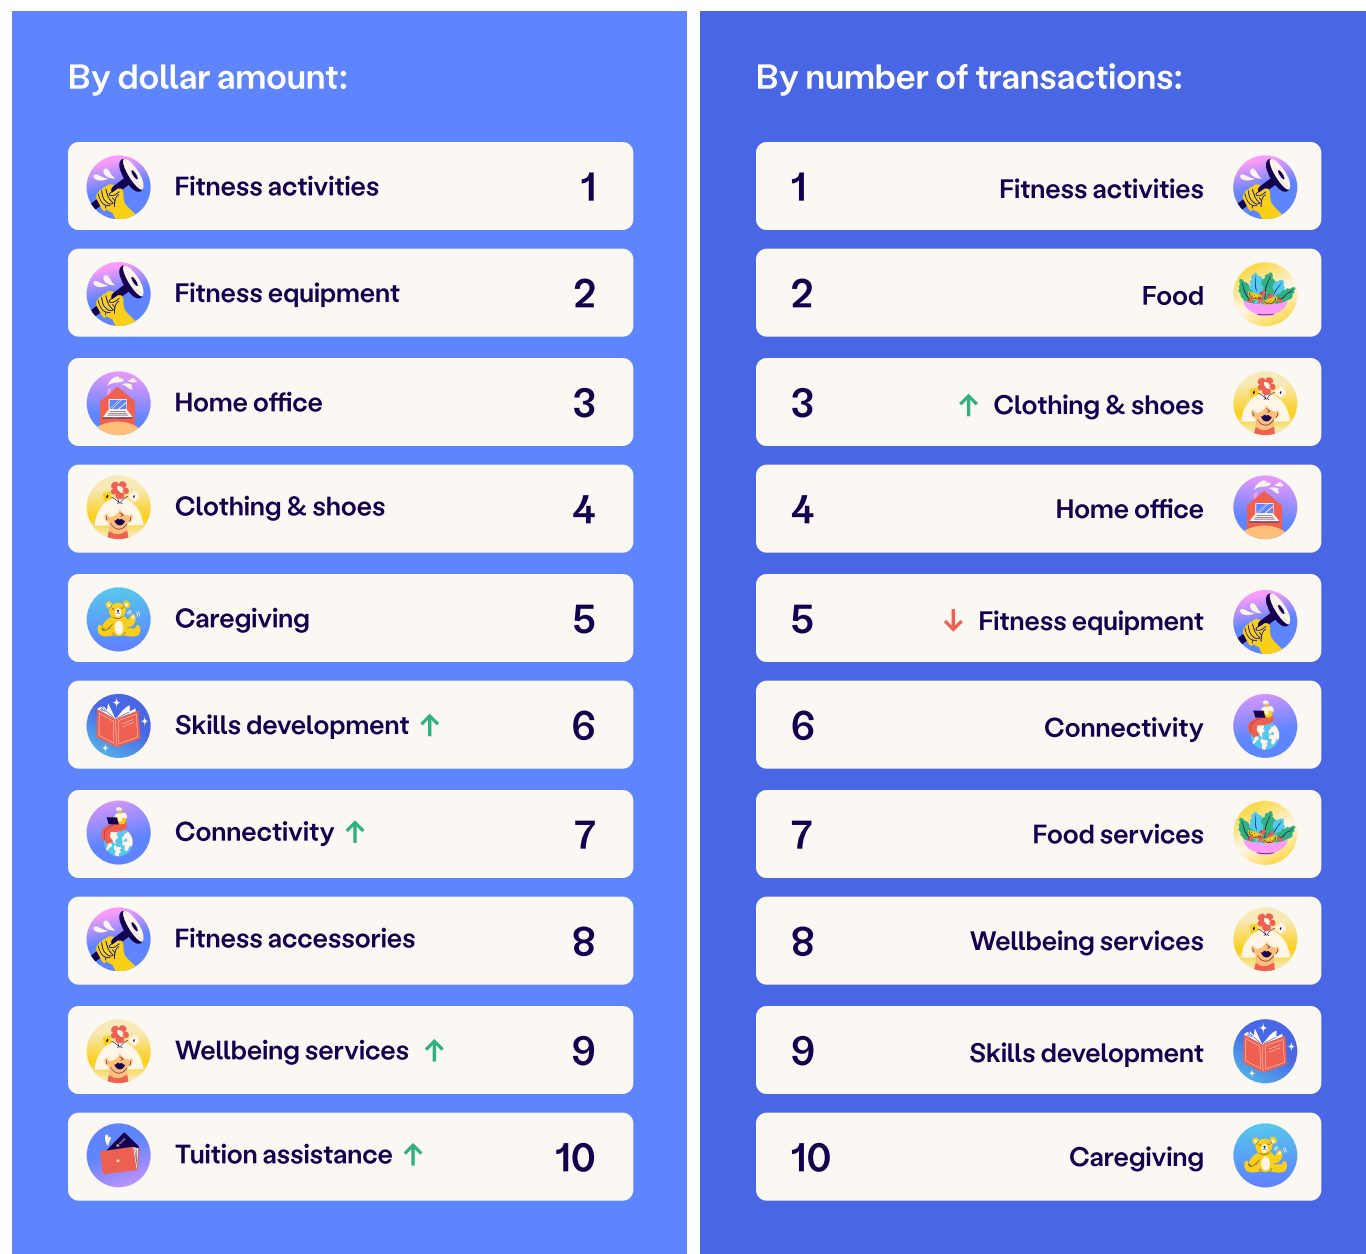 By dollar amount:
Fitness activities 1
Fitness equipment 2
Home office 3
Clothing & shoes 4
Caregiving 5
Skills development ↑ 6
Connectivity ↑ 7
Fitness accessories 8
Wellbeing services ↑ 9
Tuition assistance ↑ 10
By number of transactions:
1 Fitness activities
2 Food
3 ↑ Clothing & shoes
4 Home office
5 ↓ Fitness equipment
6 Connectivity
7 Food services
8 Wellbeing services
9 Skills development
10 Caregiving